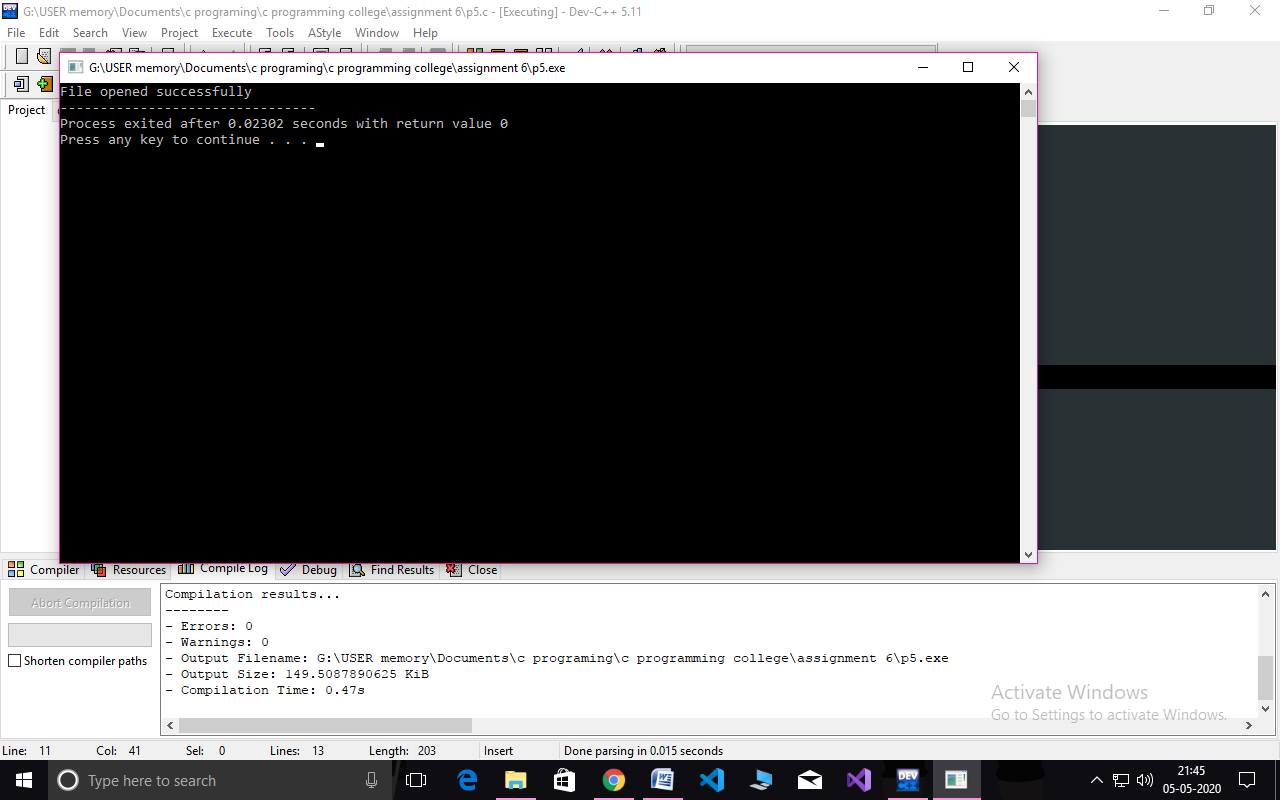 G:\USER memory\Documents\c programing\c programming college\assignment 6\p5.c - [Executing] - Dev-C++ 5.11
File Edit Search View Project Execute Tools AStyle Window Help
G:\USER memory\Documents\c programing\c programming college\assignment 6\p5.exe
Project
File opened successfully
--------------------------------
Process exited after 0.02302 seconds with return value 0
Press any key to continue . . .
Compiler Resources Compile Log Debug Find Results Close
Abort Compilation
Shorten compiler paths
Compilation results...
--------
- Errors: 0
- Warnings: 0
- Output Filename: G:\USER memory\Documents\c programing\c programming college\assignment 6\p5.exe
- Output Size: 149.5087890625 KiB
- Compilation Time: 0.47s
Activate Windows
Go to Settings to activate Windows.
Line: 11 Col: 41 Sel: 0 Lines: 13 Length: 203 Insert Done parsing in 0.015 seconds
Type here to search
DEV
21:45
05-05-2020